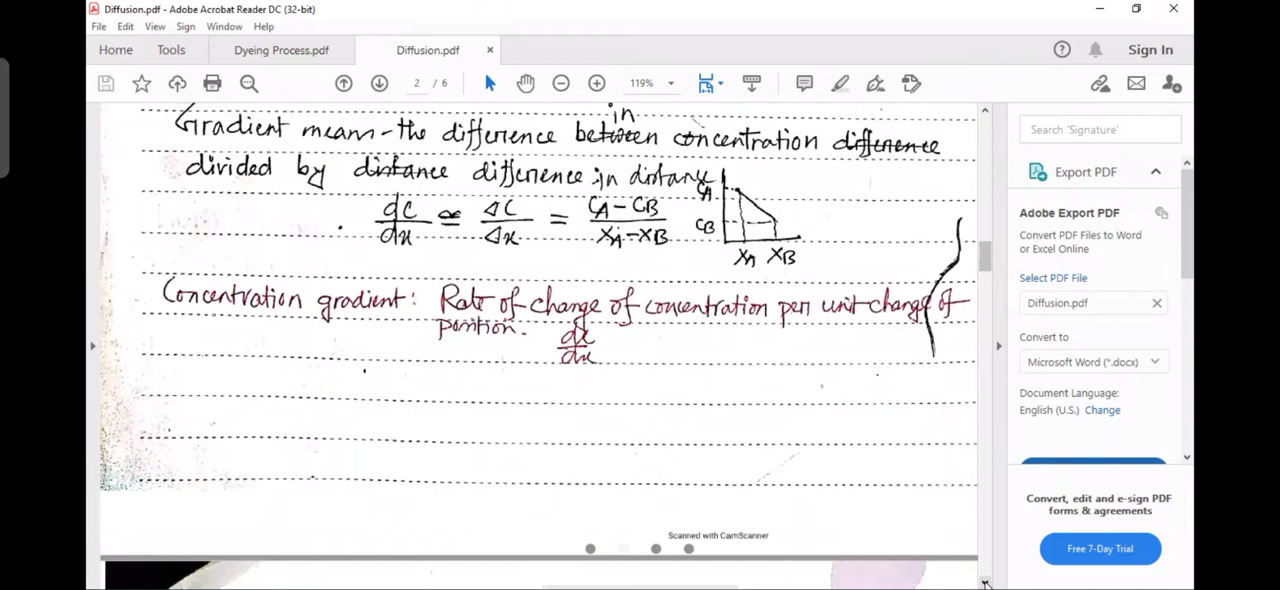 Diffusion.pdf - Adobe Acrobat Reader DC (32-bit)
File Edit View Sign Window Help
Home Tools Dyeing Process.pdf Diffusion.pdf × Sign In
2 / 6 119%
in
Gradient means - the difference between concentration difference
divided by distance difference in distance
dc/dx ≃ ΔC/Δx = CA - CB / XA - XB
CA
CB
XA XB
Concentration gradient: Rate of change of concentration per unit change of
position.
dc/dx
Scanned with CamScanner
Search 'Signature'
Export PDF
Adobe Export PDF
Convert PDF Files to Word
or Excel Online
Select PDF File
Diffusion.pdf ×
Convert to
Microsoft Word (*.docx)
Document Language:
English (U.S.) Change
Convert, edit and e-sign PDF
forms & agreements
Free 7-Day Trial